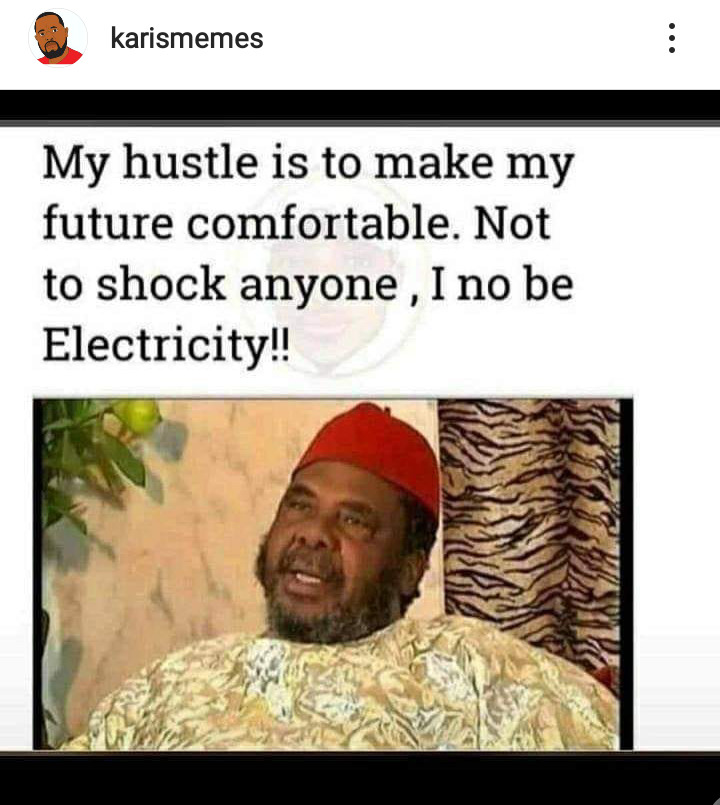 karismemes
My hustle is to make my
future comfortable. Not
to shock anyone , I no be
Electricity!!